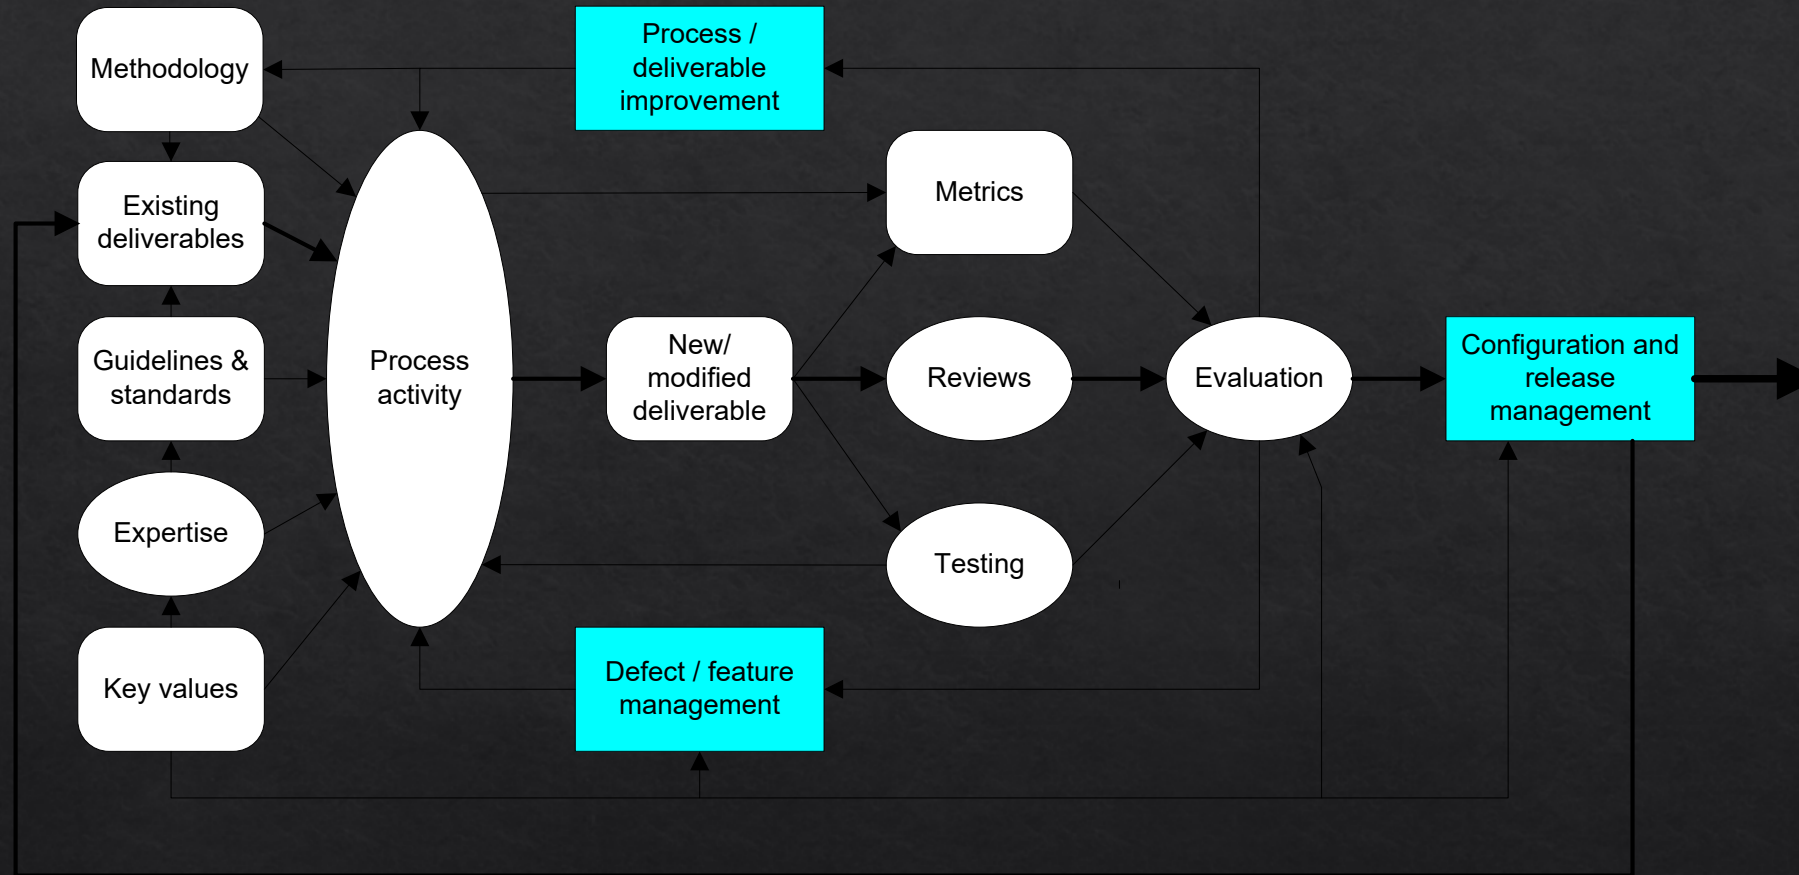 Methodology
Process /
deliverable
improvement
Existing
deliverables
Metrics
Guidelines &
standards
Process
activity
New/
modified
deliverable
Reviews
Evaluation
Configuration and
release
management
Expertise
Testing
Key values
Defect / feature
management